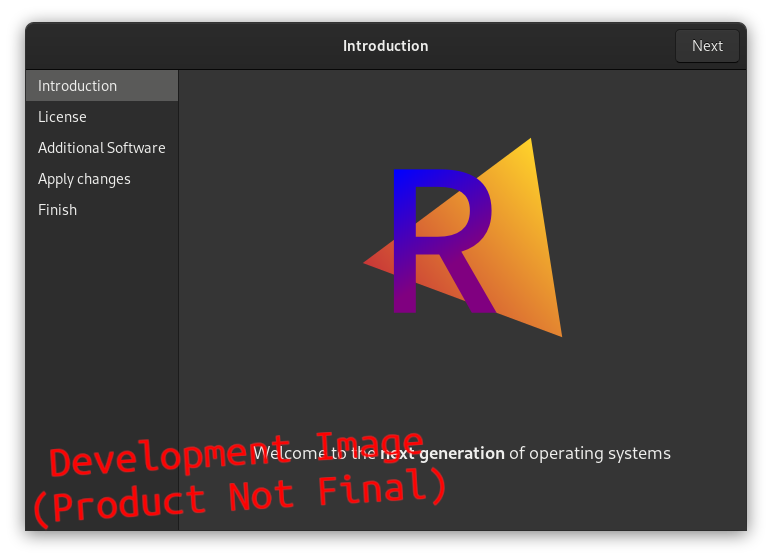 Introduction
Next
Introduction
License
Additional Software
Apply changes
Finish
R
Welcome to the next generation of operating systems
Development Image
(Product Not Final)